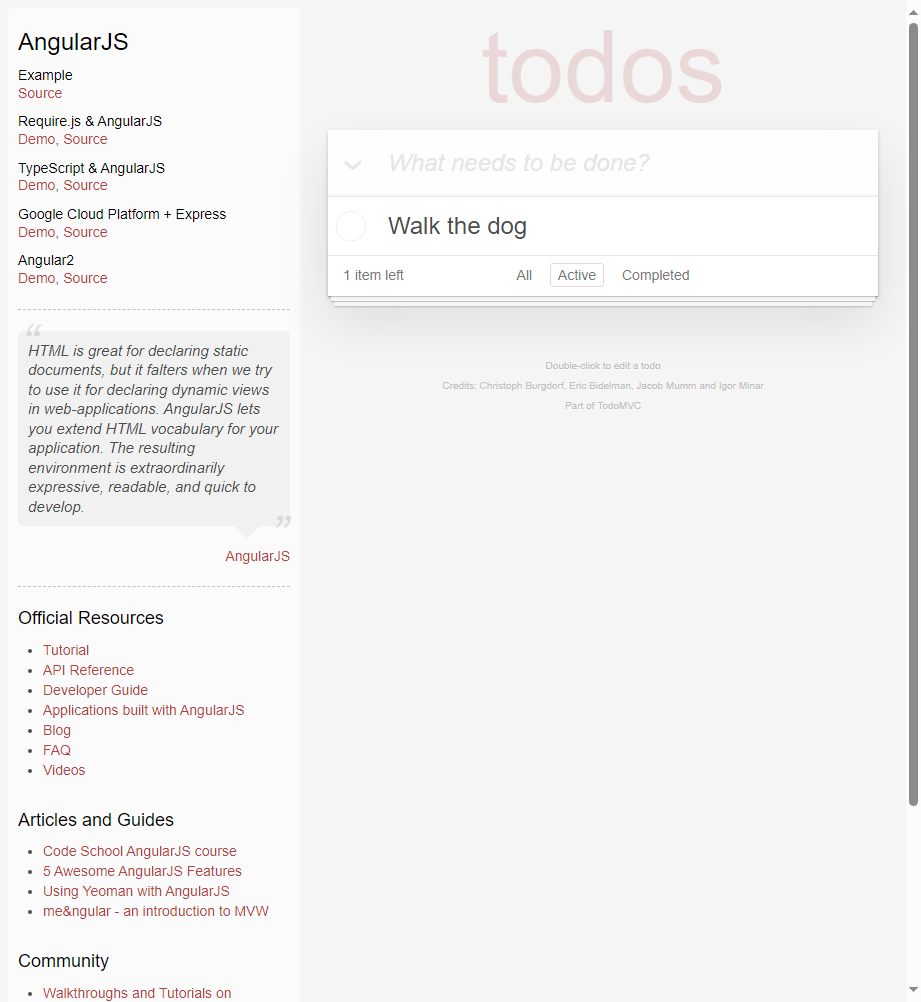 AngularJS
Example
Source
Require.js & AngularJS
Demo, Source
TypeScript & AngularJS
Demo, Source
Google Cloud Platform + Express
Demo, Source
Angular2
Demo, Source
“
HTML is great for declaring static
documents, but it falters when we try
to use it for declaring dynamic views
in web-applications. AngularJS lets
you extend HTML vocabulary for your
application. The resulting
environment is extraordinarily
expressive, readable, and quick to
develop.
”
AngularJS
Official Resources
• Tutorial
• API Reference
• Developer Guide
• Applications built with AngularJS
• Blog
• FAQ
• Videos
Articles and Guides
• Code School AngularJS course
• 5 Awesome AngularJS Features
• Using Yeoman with AngularJS
• me&ngular - an introduction to MVW
Community
• Walkthroughs and Tutorials on
todos
What needs to be done?
Walk the dog
1 item left
All
Active
Completed
Double-click to edit a todo
Credits: Christoph Burgdorf, Eric Bidelman, Jacob Mumm and Igor Minar
Part of TodoMVC